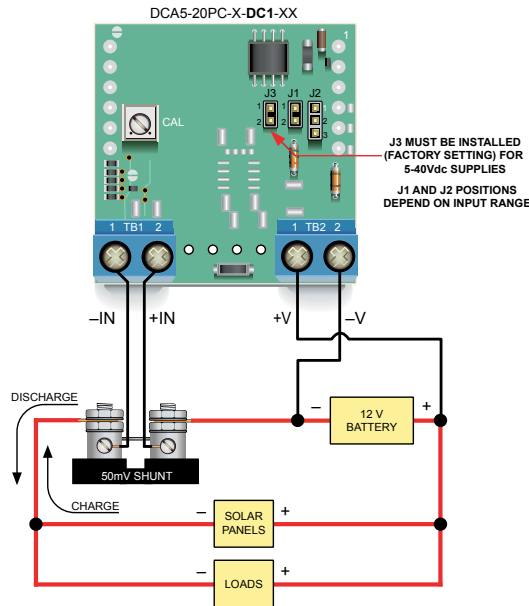 DCA5-20PC-X-DC1-XX
1
J3 J1 J2
1 1 1
2 2 2
3
CAL
J3 MUST BE INSTALLED
(FACTORY SETTING) FOR
5-40Vdc SUPPLIES
J1 AND J2 POSITIONS
DEPEND ON INPUT RANGE
1 TB1 2
1 TB2 2
–IN +IN
+V –V
DISCHARGE
– 12 V +
BATTERY
50mV SHUNT
CHARGE
– SOLAR +
PANELS
– LOADS +